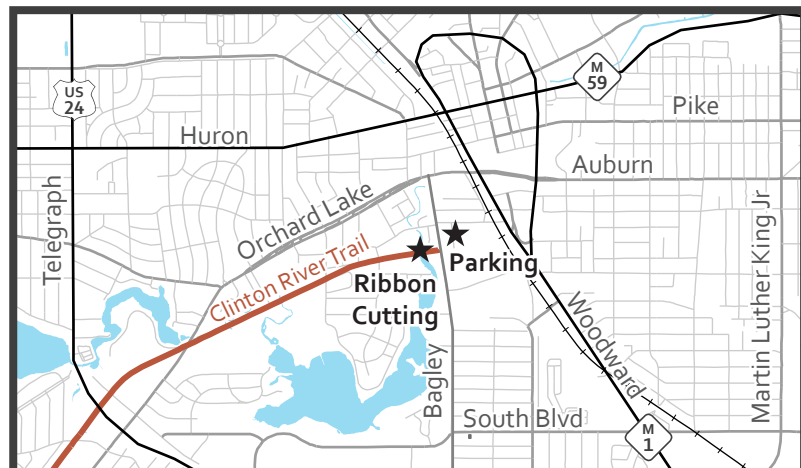 M
59
US
24
Pike
Huron
Auburn
Telegraph
Orchard Lake
Martin Luther King Jr
Clinton River Trail
Parking
Ribbon
Cutting
Woodward
Bagley
South Blvd
M
1